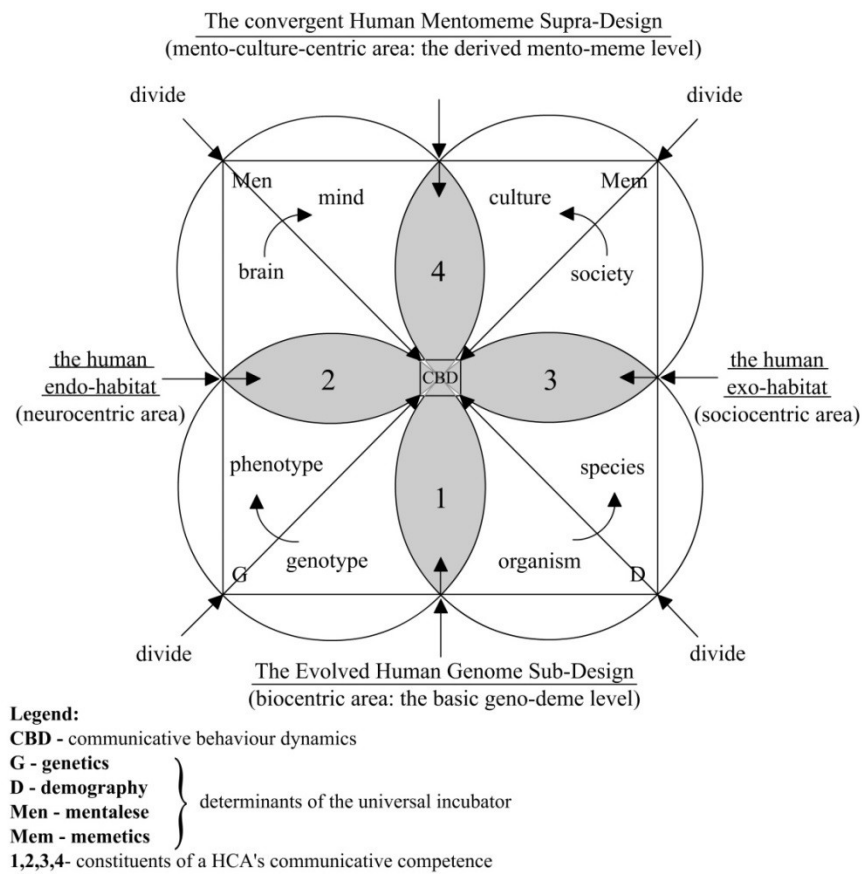 The convergent Human Mentomeme Supra-Design
(mento-culture-centric area: the derived mento-meme level)
divide
divide
Men
Mem
mind
culture
brain
4
society
the human
endo-habitat
(neurocentric area)
2
CBD
3
the human
exo-habitat
(sociocentric area)
phenotype
species
1
genotype
organism
G
D
divide
divide
The Evolved Human Genome Sub-Design
(biocentric area: the basic geno-deme level)
Legend:
CBD - communicative behaviour dynamics
G - genetics
D - demography
Men - mentalese
Mem - memetics
determinants of the universal incubator
1,2,3,4- constituents of a HCA's communicative competence